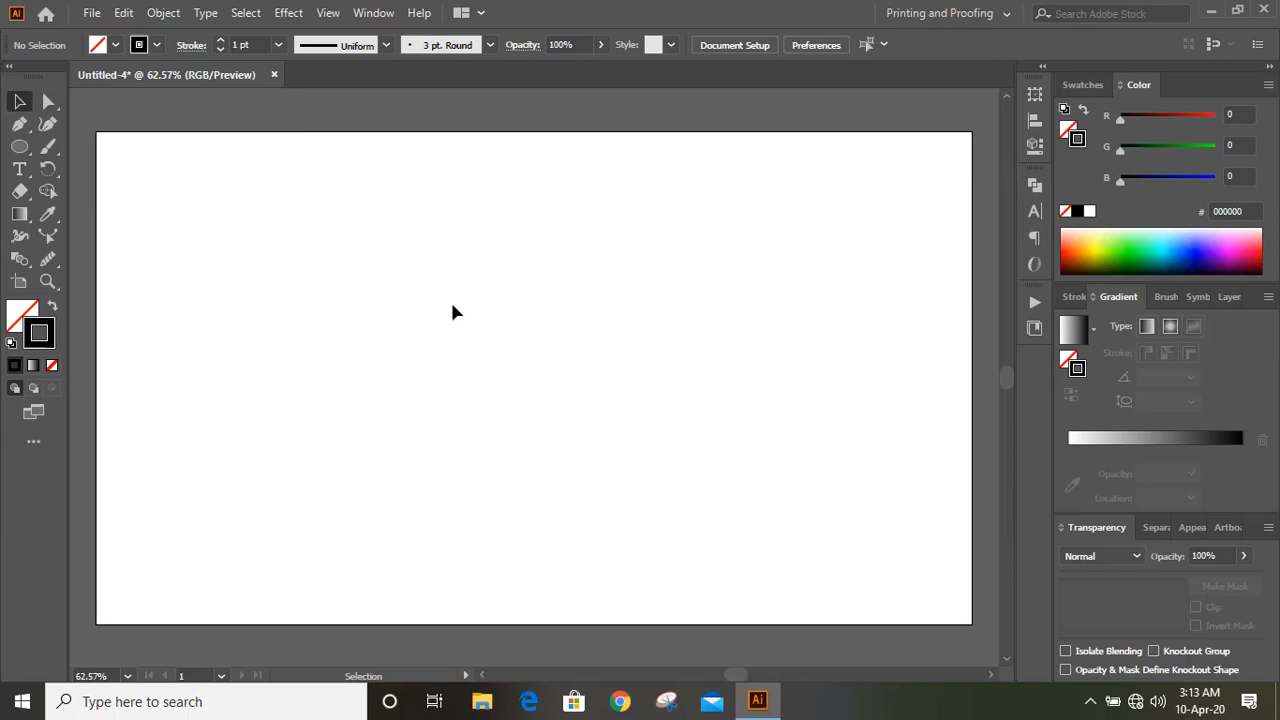 Ai File Edit Object Type Select Effect View Window Help Printing and Proofing Search Adobe Stock
No Selection Stroke: 1 pt Uniform 3 pt. Round Opacity: 100% Style: Document Setup Preferences
Untitled-4* @ 62.57% (RGB/Preview)
Swatches Color
R 0
G 0
B 0
# 000000
Strok Gradient Brush Symb Layer
Type:
Stroke:
Opacity:
Location:
Transparency Separa Appea Artboa
Normal Opacity: 100%
Make Mask
Clip
Invert Mask
Isolate Blending Knockout Group
Opacity & Mask Define Knockout Shape
62.57% 1 Selection
Type here to search
Ai
3:13 AM
10-Apr-20